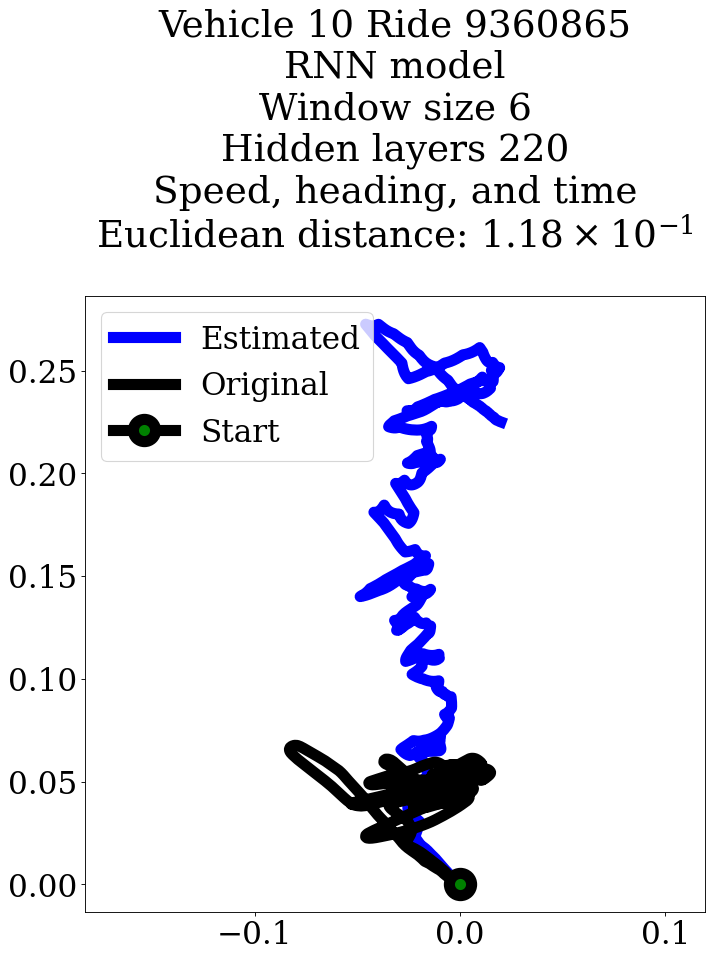 Vehicle 10 Ride 9360865
RNN model
Window size 6
Hidden layers 220
Speed, heading, and time
Euclidean distance: 1.18 × 10⁻¹
Estimated
Original
Start
0.25
0.20
0.15
0.10
0.05
0.00
−0.1
0.0
0.1